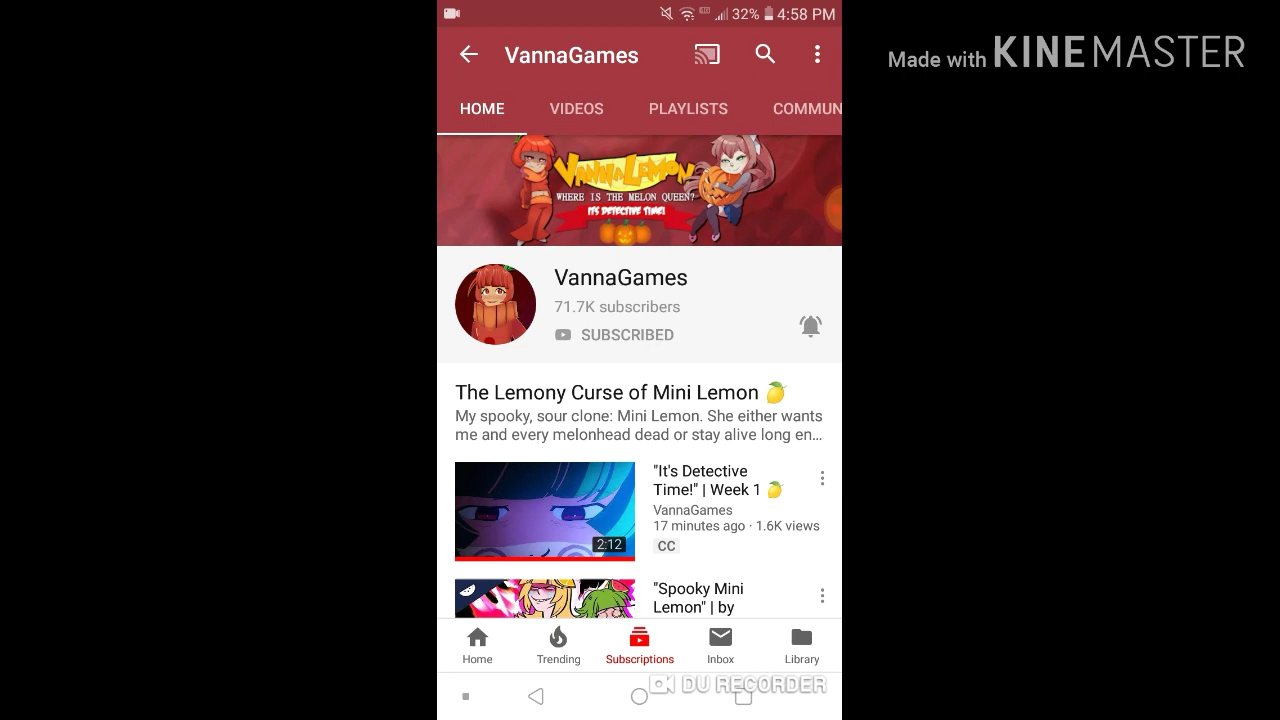 32% 4:58 PM
Made with KINEMASTER
VannaGames
HOME VIDEOS PLAYLISTS COMMUN
VANNALEMON
WHERE IS THE MELON QUEEN?
IT'S DETECTIVE TIME!
VannaGames
71.7K subscribers
SUBSCRIBED
The Lemony Curse of Mini Lemon 🍋
My spooky, sour clone: Mini Lemon. She either wants
me and every melonhead dead or stay alive long en...
"It's Detective
Time!" | Week 1 🍋
VannaGames
17 minutes ago · 1.6K views
CC
2:12
"Spooky Mini
Lemon" | by
Home Trending Subscriptions Inbox Library
DU RECORDER